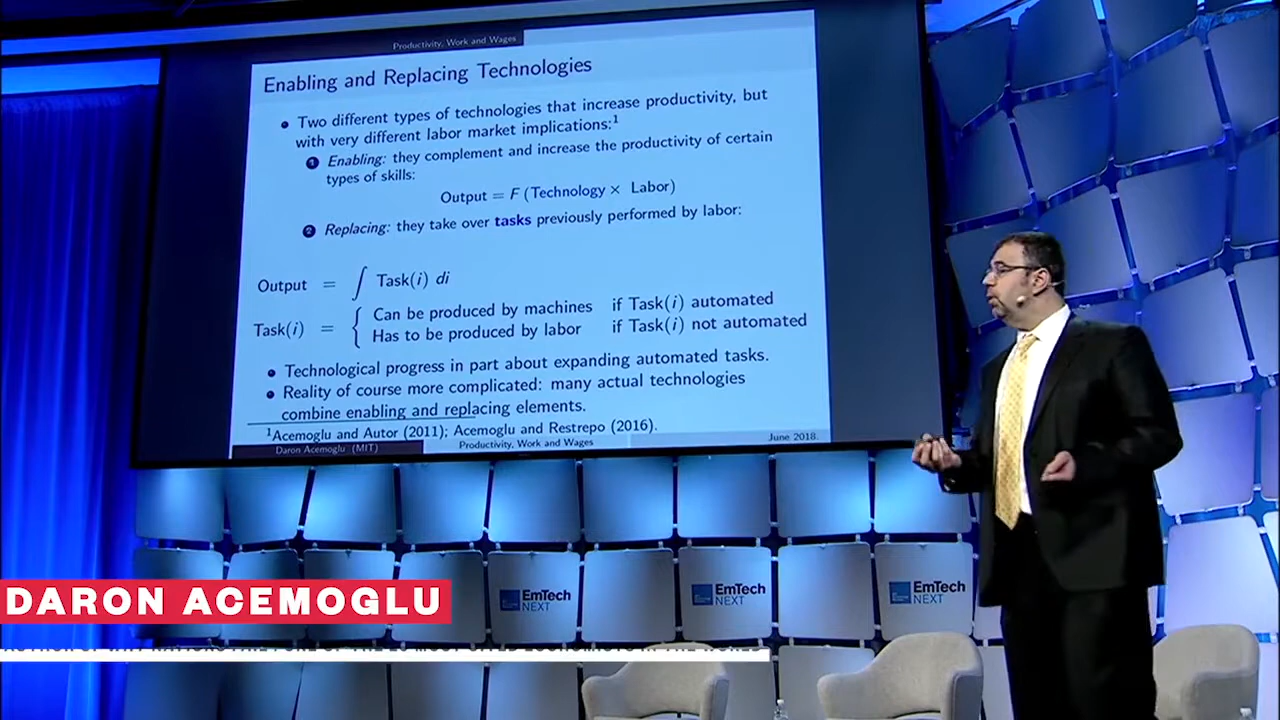 Productivity, Work and Wages
Enabling and Replacing Technologies
• Two different types of technologies that increase productivity, but
with very different labor market implications:¹
1 Enabling: they complement and increase the productivity of certain
types of skills:
Output = F (Technology × Labor)
2 Replacing: they take over tasks previously performed by labor:
Output = ∫ Task(i) di
Task(i) = { Can be produced by machines if Task(i) automated
Has to be produced by labor if Task(i) not automated
• Technological progress in part about expanding automated tasks.
• Reality of course more complicated: many actual technologies
combine enabling and replacing elements.
¹Acemoglu and Autor (2011); Acemoglu and Restrepo (2016).
Daron Acemoglu (MIT) Productivity, Work and Wages June 2018
EmTech
NEXT
EmTech
NEXT
EmTech
NEXT
DARON ACEMOGLU